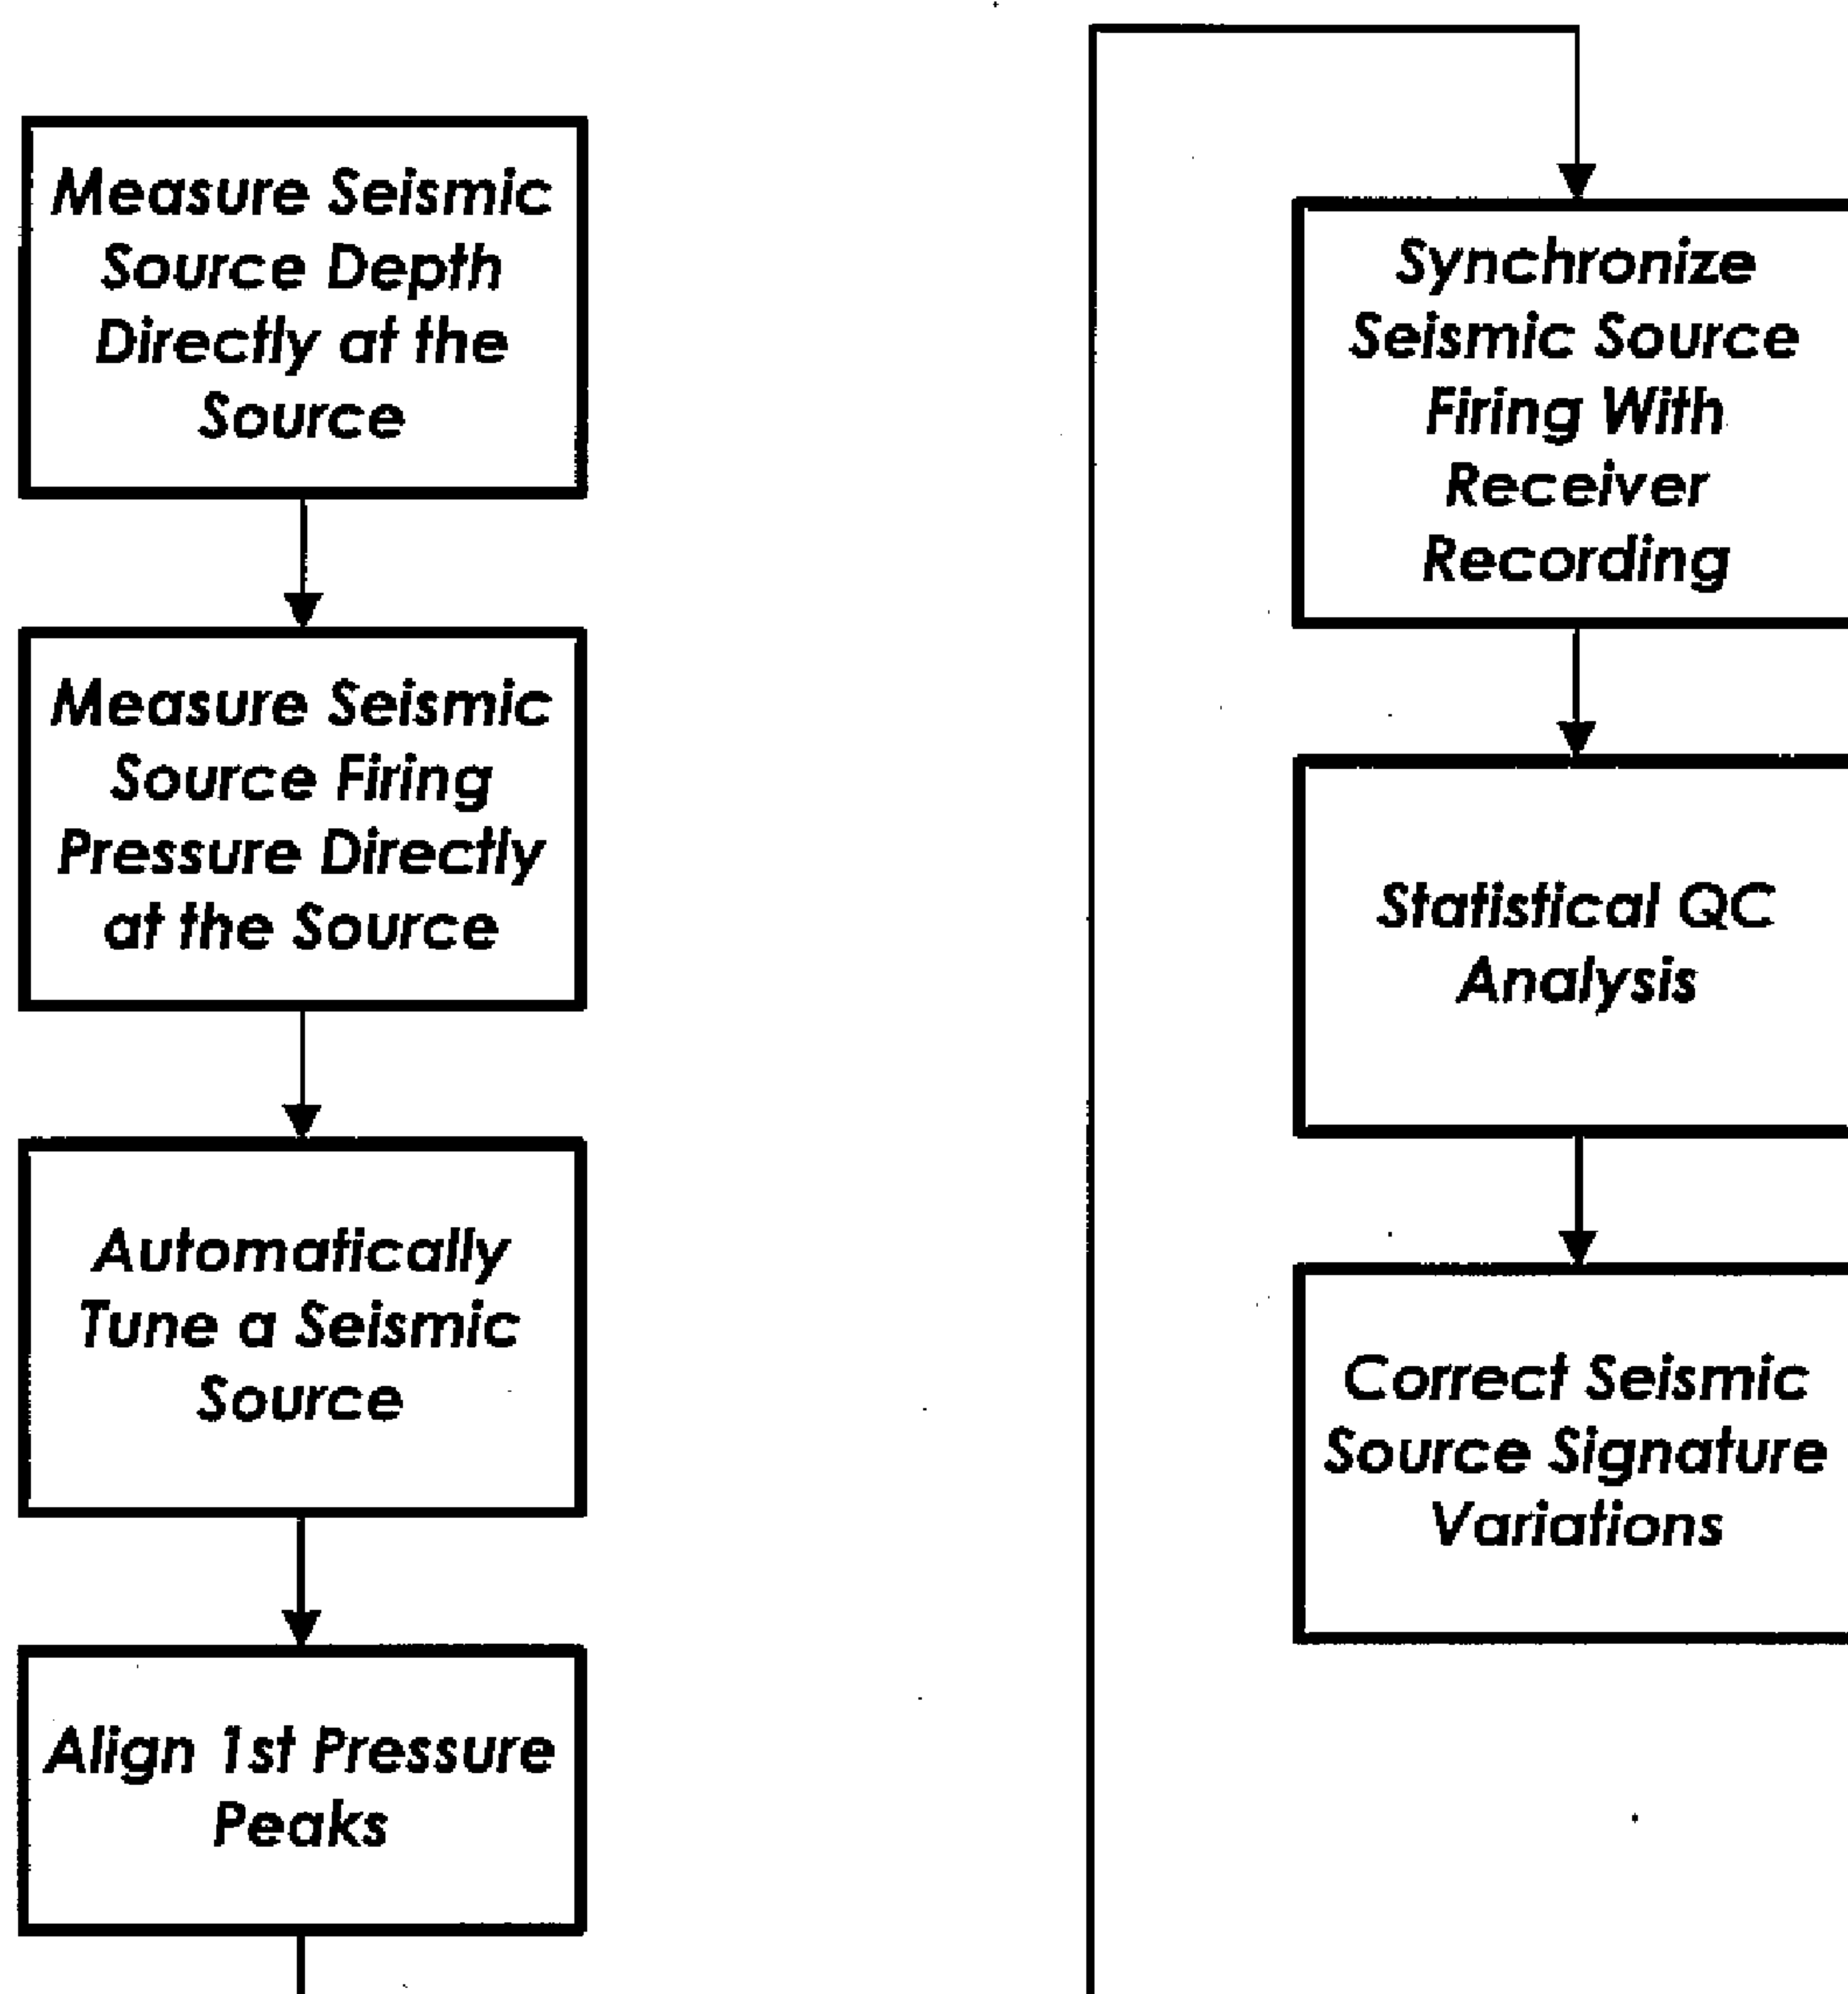 Measure Seismic
Source Depth
Directly at the
Source
Measure Seismic
Source Firing
Pressure Directly
at the Source
Automatically
Tune a Seismic
Source
Align 1st Pressure
Peaks
Synchronize
Seismic Source
Firing With
Receiver
Recording
Statistical QC
Analysis
Correct Seismic
Source Signature
Variations